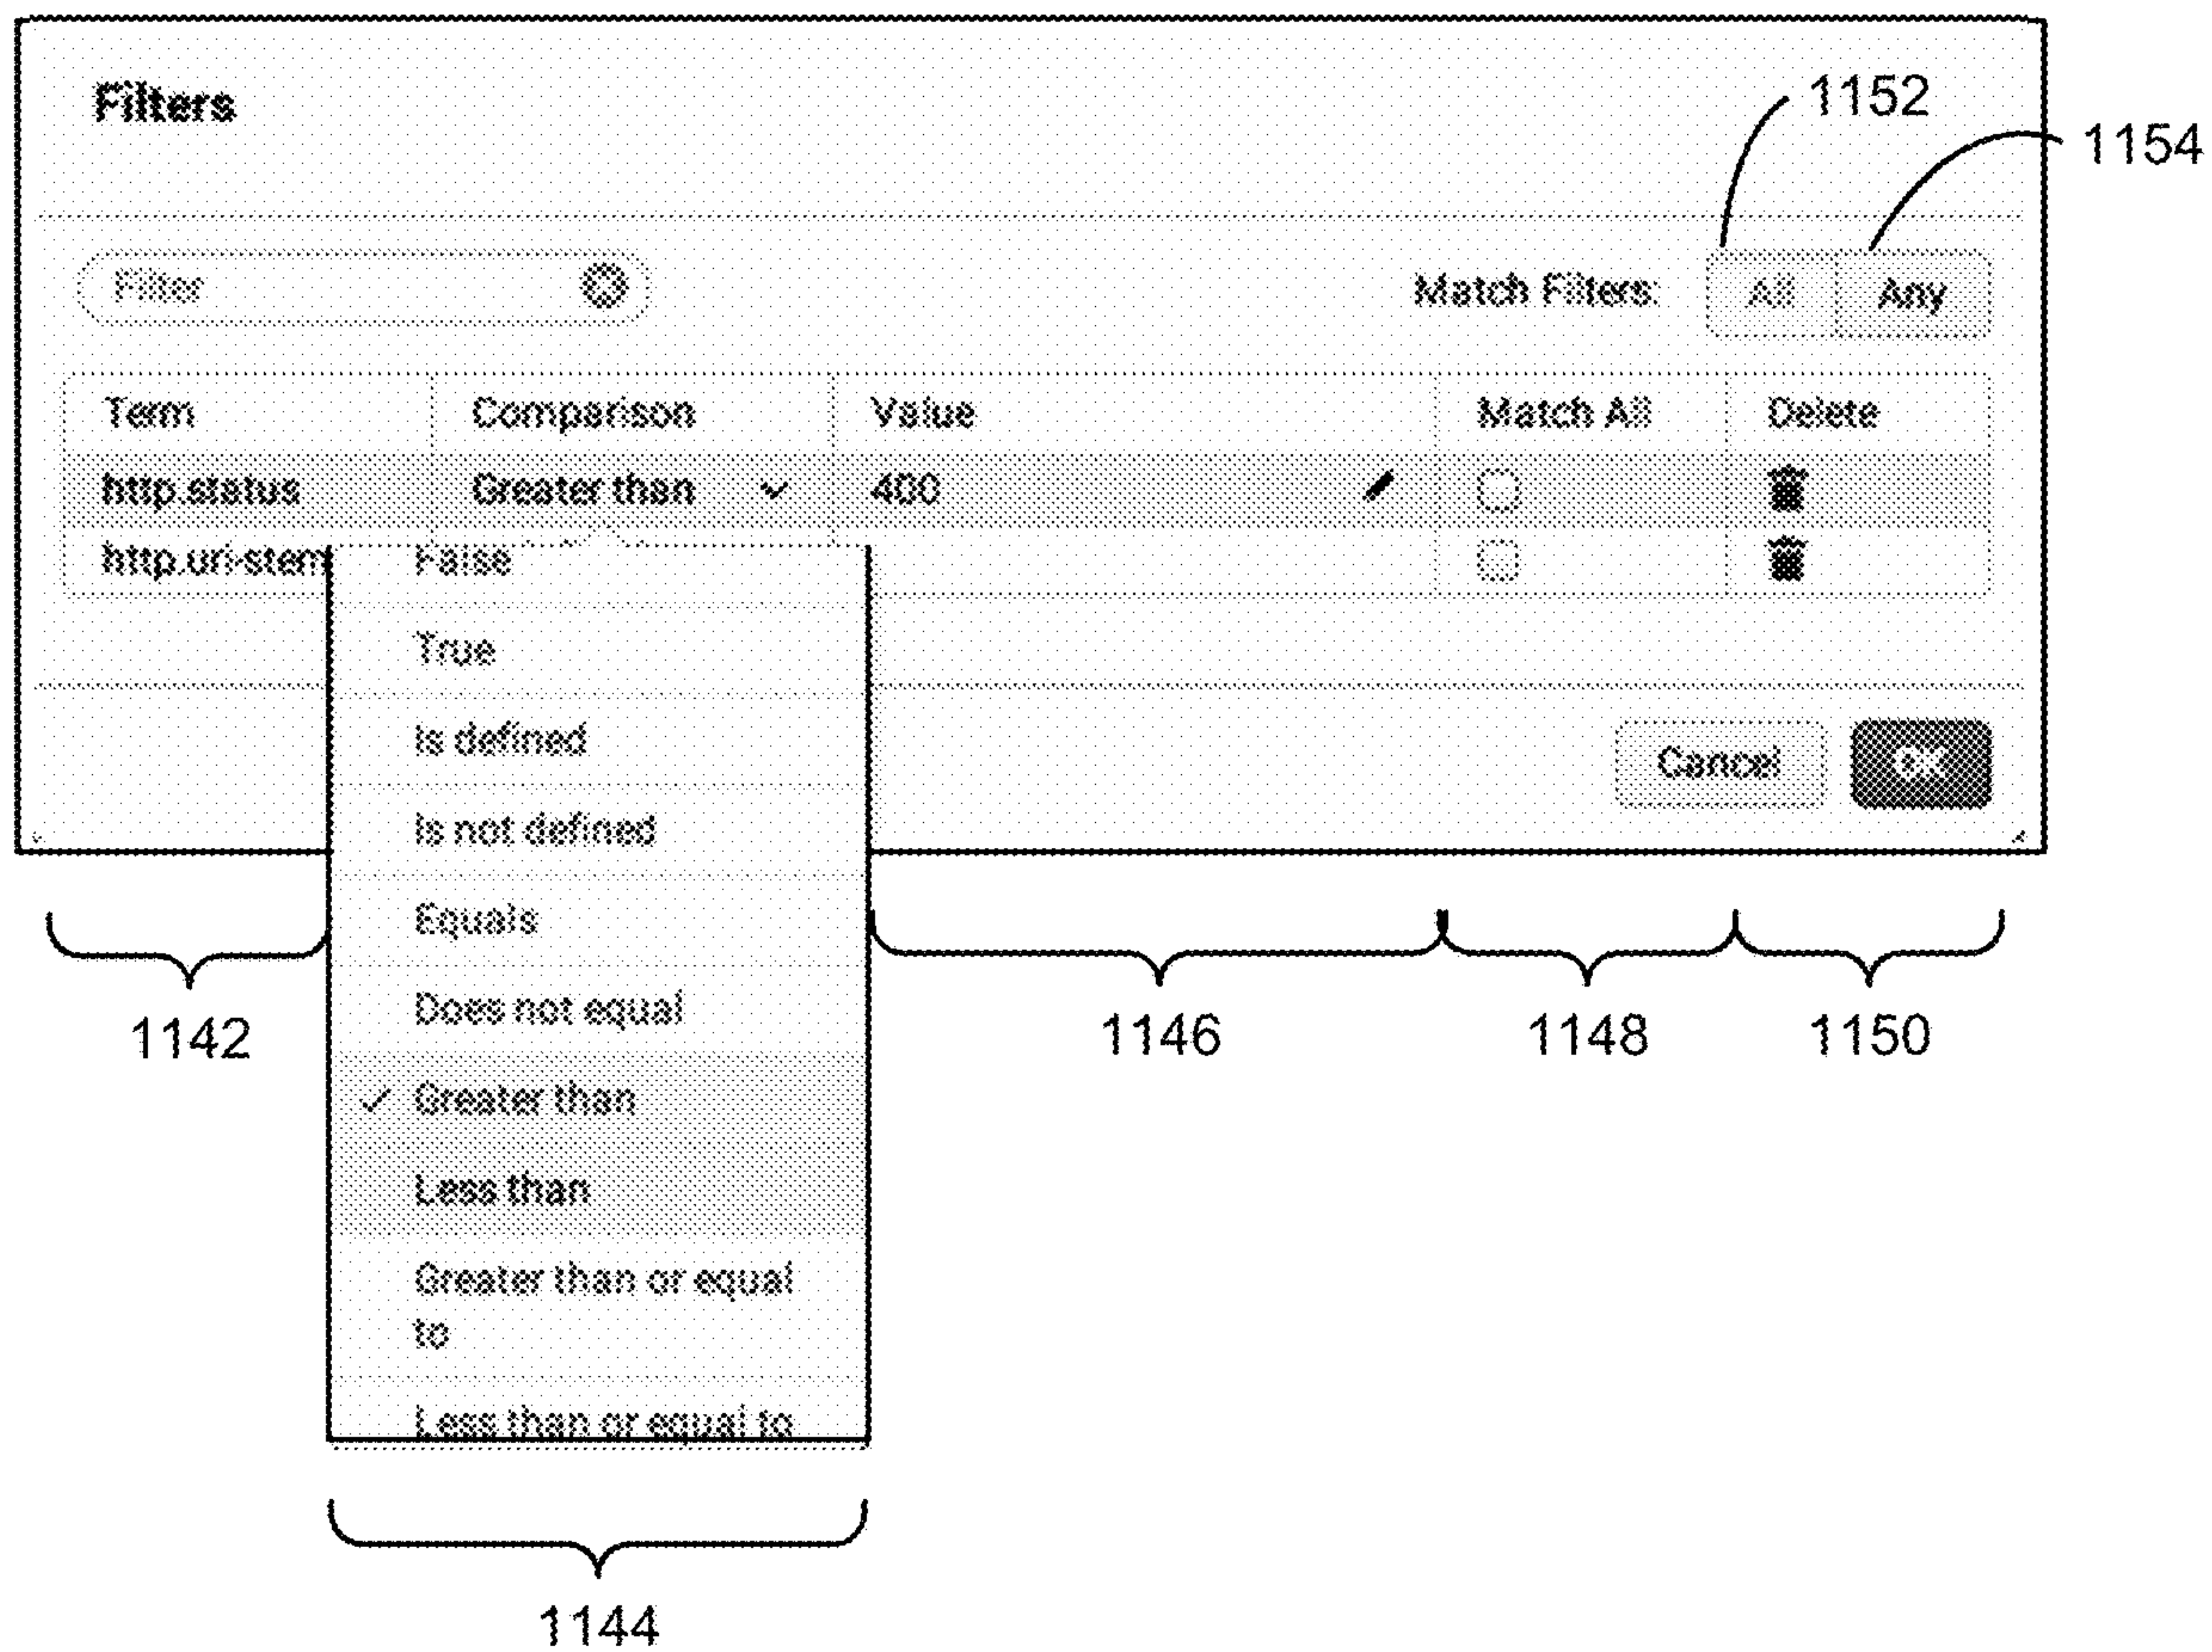 Filters
1152
1154
Filter
Match Filters: All Any
Term Comparison Value Match All Delete
http.status Greater than 400
http.uri-stem
False
True
Is defined
Is not defined
Equals
Does not equal
Greater than
Less than
Greater than or equal
to
Less than or equal to
Cancel OK
1142
1146
1148
1150
1144